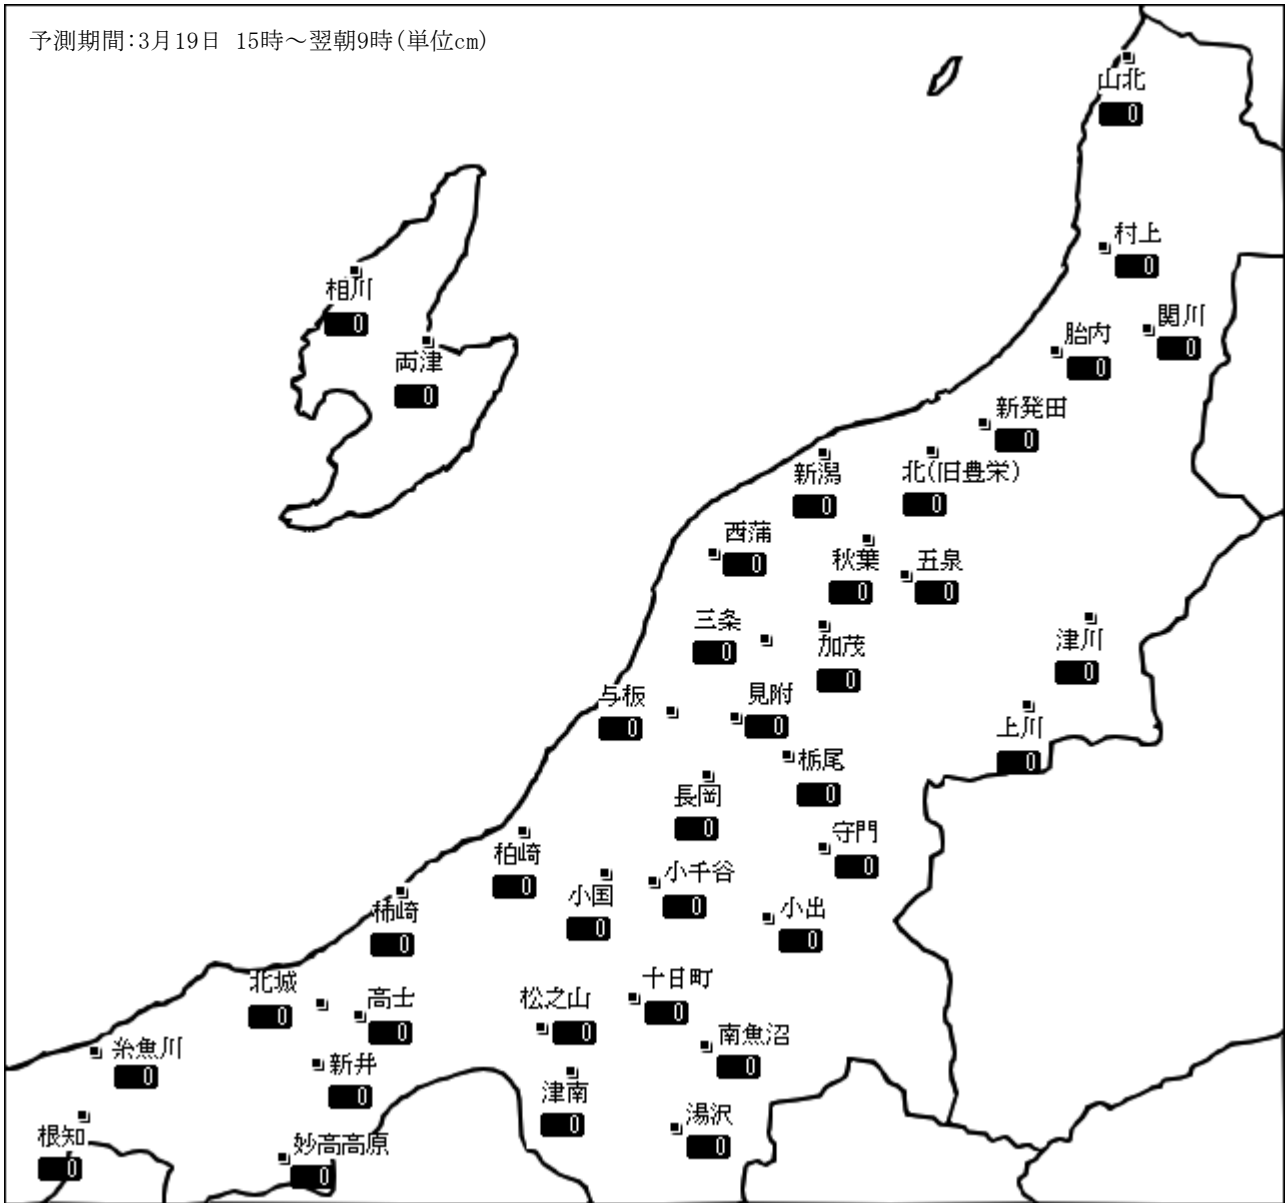 予測期間:3月19日 15時～翌朝9時(単位cm)
山北
0
村上
0
相川
0
関川
0
胎内
0
両津
0
新発田
0
新潟
0
北(旧豊栄)
0
西蒲
0
秋葉
0
五泉
0
三条
0
加茂
0
津川
0
与板
0
見附
0
上川
0
栃尾
0
長岡
0
守門
0
柏崎
0
小国
0
小千谷
0
小出
0
柿崎
0
北城
0
高士
0
松之山
0
十日町
0
南魚沼
0
糸魚川
0
新井
0
津南
0
湯沢
0
根知
0
妙高高原
0